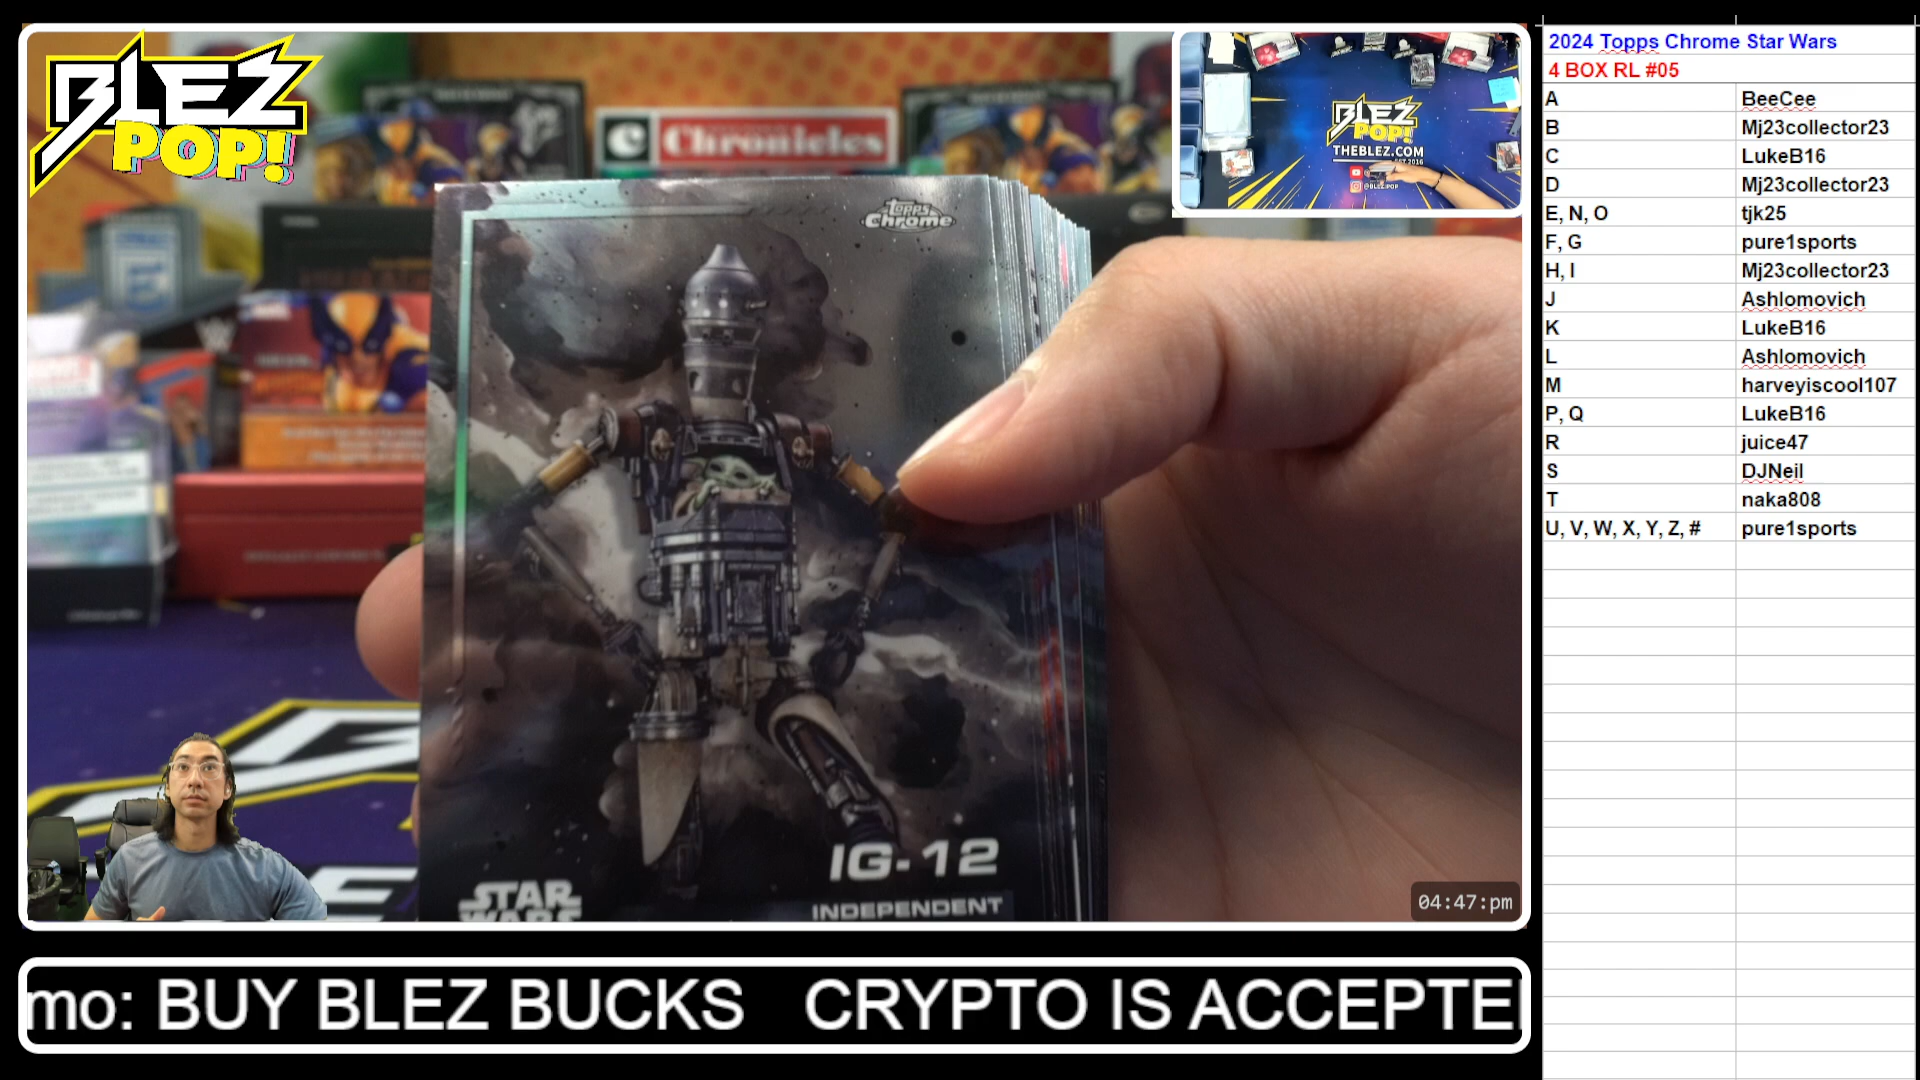 BLEZ
POP!
Chronicles
BLEZ
POP!
THEBLEZ.COM
TOPPS
Chrome
IG-12
INDEPENDENT
STAR
WARS
04:47:pm
mo: BUY BLEZ BUCKS CRYPTO IS ACCEPTE
2024 Topps Chrome Star Wars
4 BOX RL #05
A BeeCee
B Mj23collector23
C LukeB16
D Mj23collector23
E, N, O tjk25
F, G pure1sports
H, I Mj23collector23
J Ashlomovich
K LukeB16
L Ashlomovich
M harveyiscool107
P, Q LukeB16
R juice47
S DJNeil
T naka808
U, V, W, X, Y, Z, # pure1sports